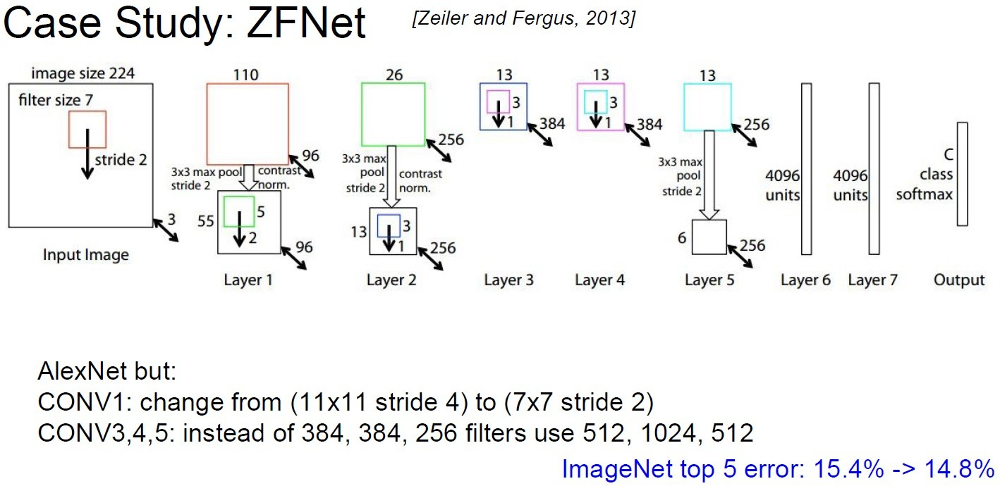 Case Study: ZFNet
[Zeiler and Fergus, 2013]
image size 224
filter size 7
stride 2
3
Input Image
110
96
3x3 max pool
stride 2
contrast
norm.
55
5
2
96
Layer 1
26
256
3x3 max
pool
stride 2
contrast
norm.
13
3
1
256
Layer 2
13
3
1
384
Layer 3
13
3
1
384
Layer 4
13
256
3x3 max
pool
stride 2
6
256
Layer 5
4096
units
Layer 6
4096
units
Layer 7
C
class
softmax
Output
AlexNet but:
CONV1: change from (11x11 stride 4) to (7x7 stride 2)
CONV3,4,5: instead of 384, 384, 256 filters use 512, 1024, 512
ImageNet top 5 error: 15.4% -> 14.8%